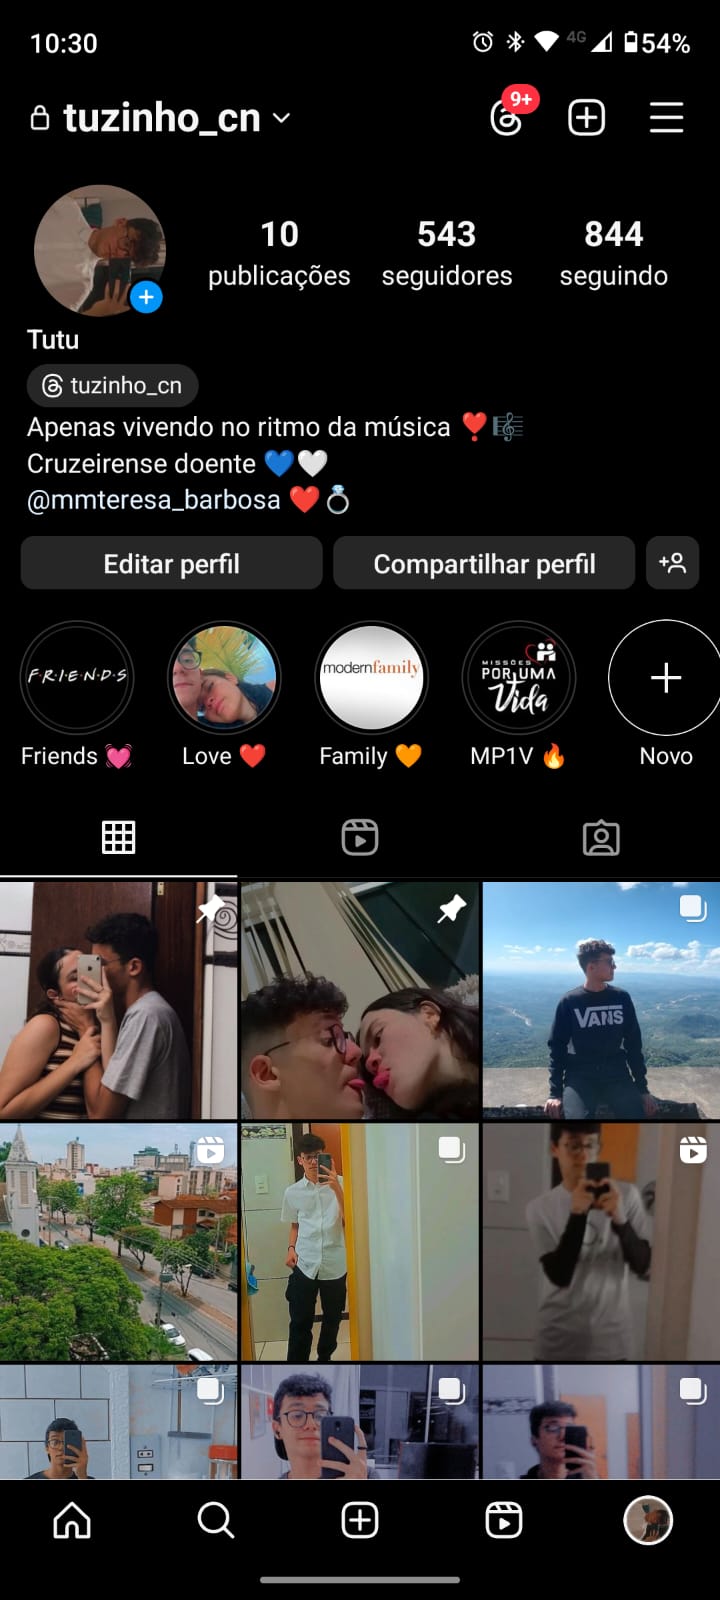 10:30
4G
54%
tuzinho_cn
9+
10
543
844
publicações
seguidores
seguindo
Tutu
tuzinho_cn
Apenas vivendo no ritmo da música ❣️🎼
Cruzeirense doente 💙🤍
@mmteresa_barbosa ❤️💍
Editar perfil
Compartilhar perfil
F·R·I·E·N·D·S
modernfamily
MISSÕES
POR UMA
Vida
Friends 💓
Love ❤️
Family 🧡
MP1V 🔥
Novo
VANS